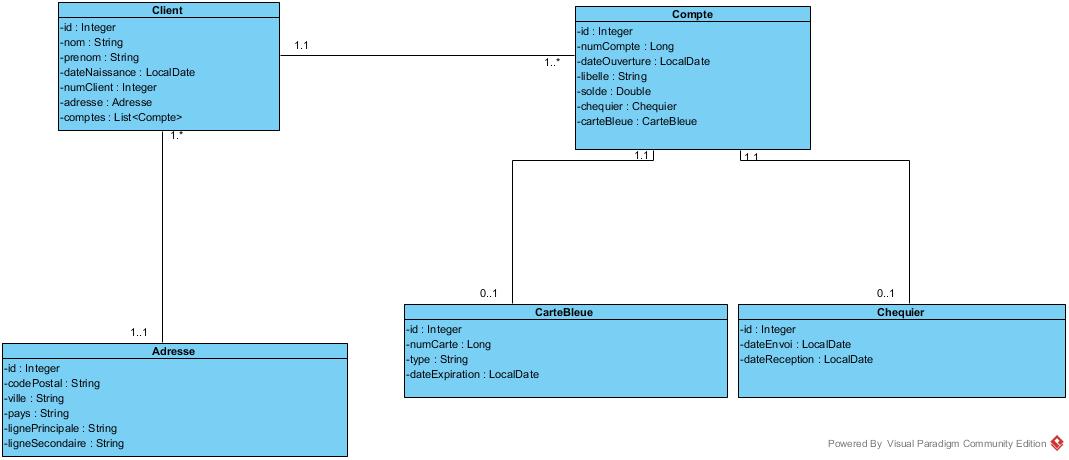 Client
-id : Integer
-nom : String
-prenom : String
-dateNaissance : LocalDate
-numClient : Integer
-adresse : Adresse
-comptes : List<Compte>
1.1
1..*
Compte
-id : Integer
-numCompte : Long
-dateOuverture : LocalDate
-libelle : String
-solde : Double
-chequier : Chequier
-carteBleue : CarteBleue
1.*
1.1
1.1
1..1
0..1
0..1
Adresse
-id : Integer
-codePostal : String
-ville : String
-pays : String
-lignePrincipale : String
-ligneSecondaire : String
CarteBleue
-id : Integer
-numCarte : Long
-type : String
-dateExpiration : LocalDate
Chequier
-id : Integer
-dateEnvoi : LocalDate
-dateReception : LocalDate
Powered By Visual Paradigm Community Edition